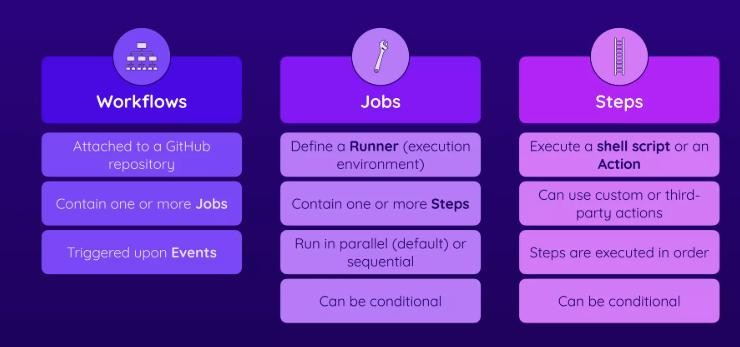 Workflows
Attached to a GitHub
repository
Contain one or more Jobs
Triggered upon Events
Jobs
Define a Runner (execution
environment)
Contain one or more Steps
Run in parallel (default) or
sequential
Can be conditional
Steps
Execute a shell script or an
Action
Can use custom or third-
party actions
Steps are executed in order
Can be conditional